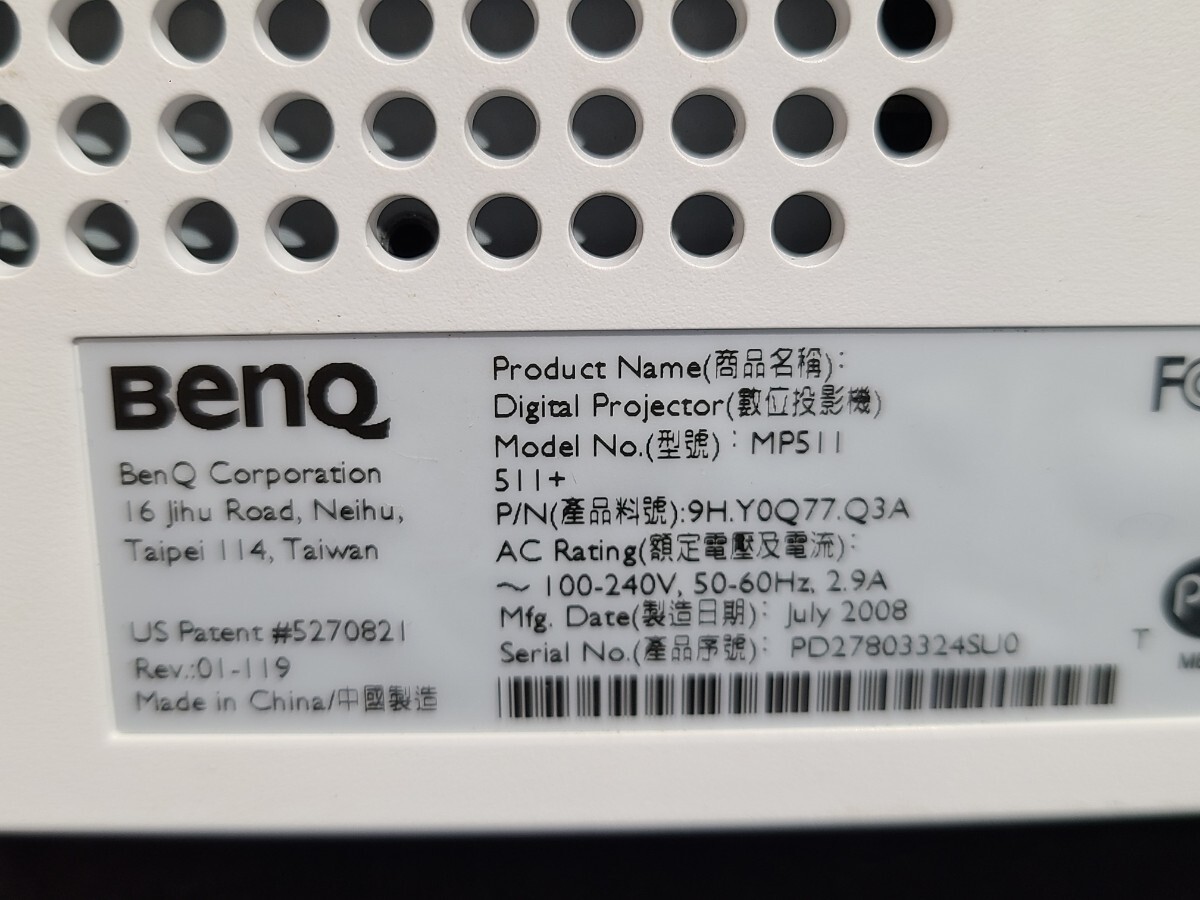 BenQ
BenQ Corporation
16 Jihu Road, Neihu,
Taipei 114, Taiwan
US Patent #5270821
Rev.:01-119
Made in China/中國製造
Product Name(商品名稱):
Digital Projector(數位投影機)
Model No.(型號) : MP511
511+
P/N(產品料號):9H.Y0Q77.Q3A
AC Rating(額定電壓及電流):
～ 100-240V, 50-60Hz, 2.9A
Mfg. Date(製造日期): July 2008
Serial No.(產品序號): PD27803324SU0
T